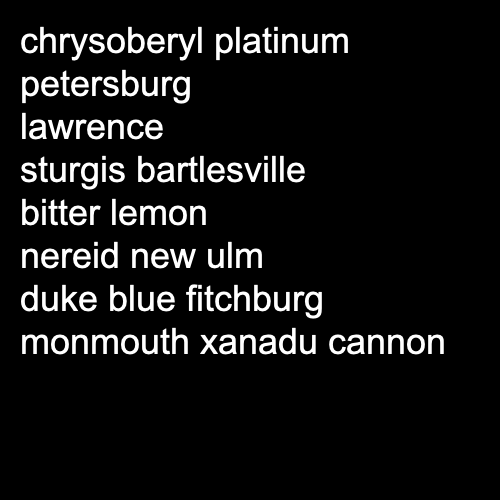 chrysoberyl platinum
petersburg
lawrence
sturgis bartlesville
bitter lemon
nereid new ulm
duke blue fitchburg
monmouth xanadu cannon